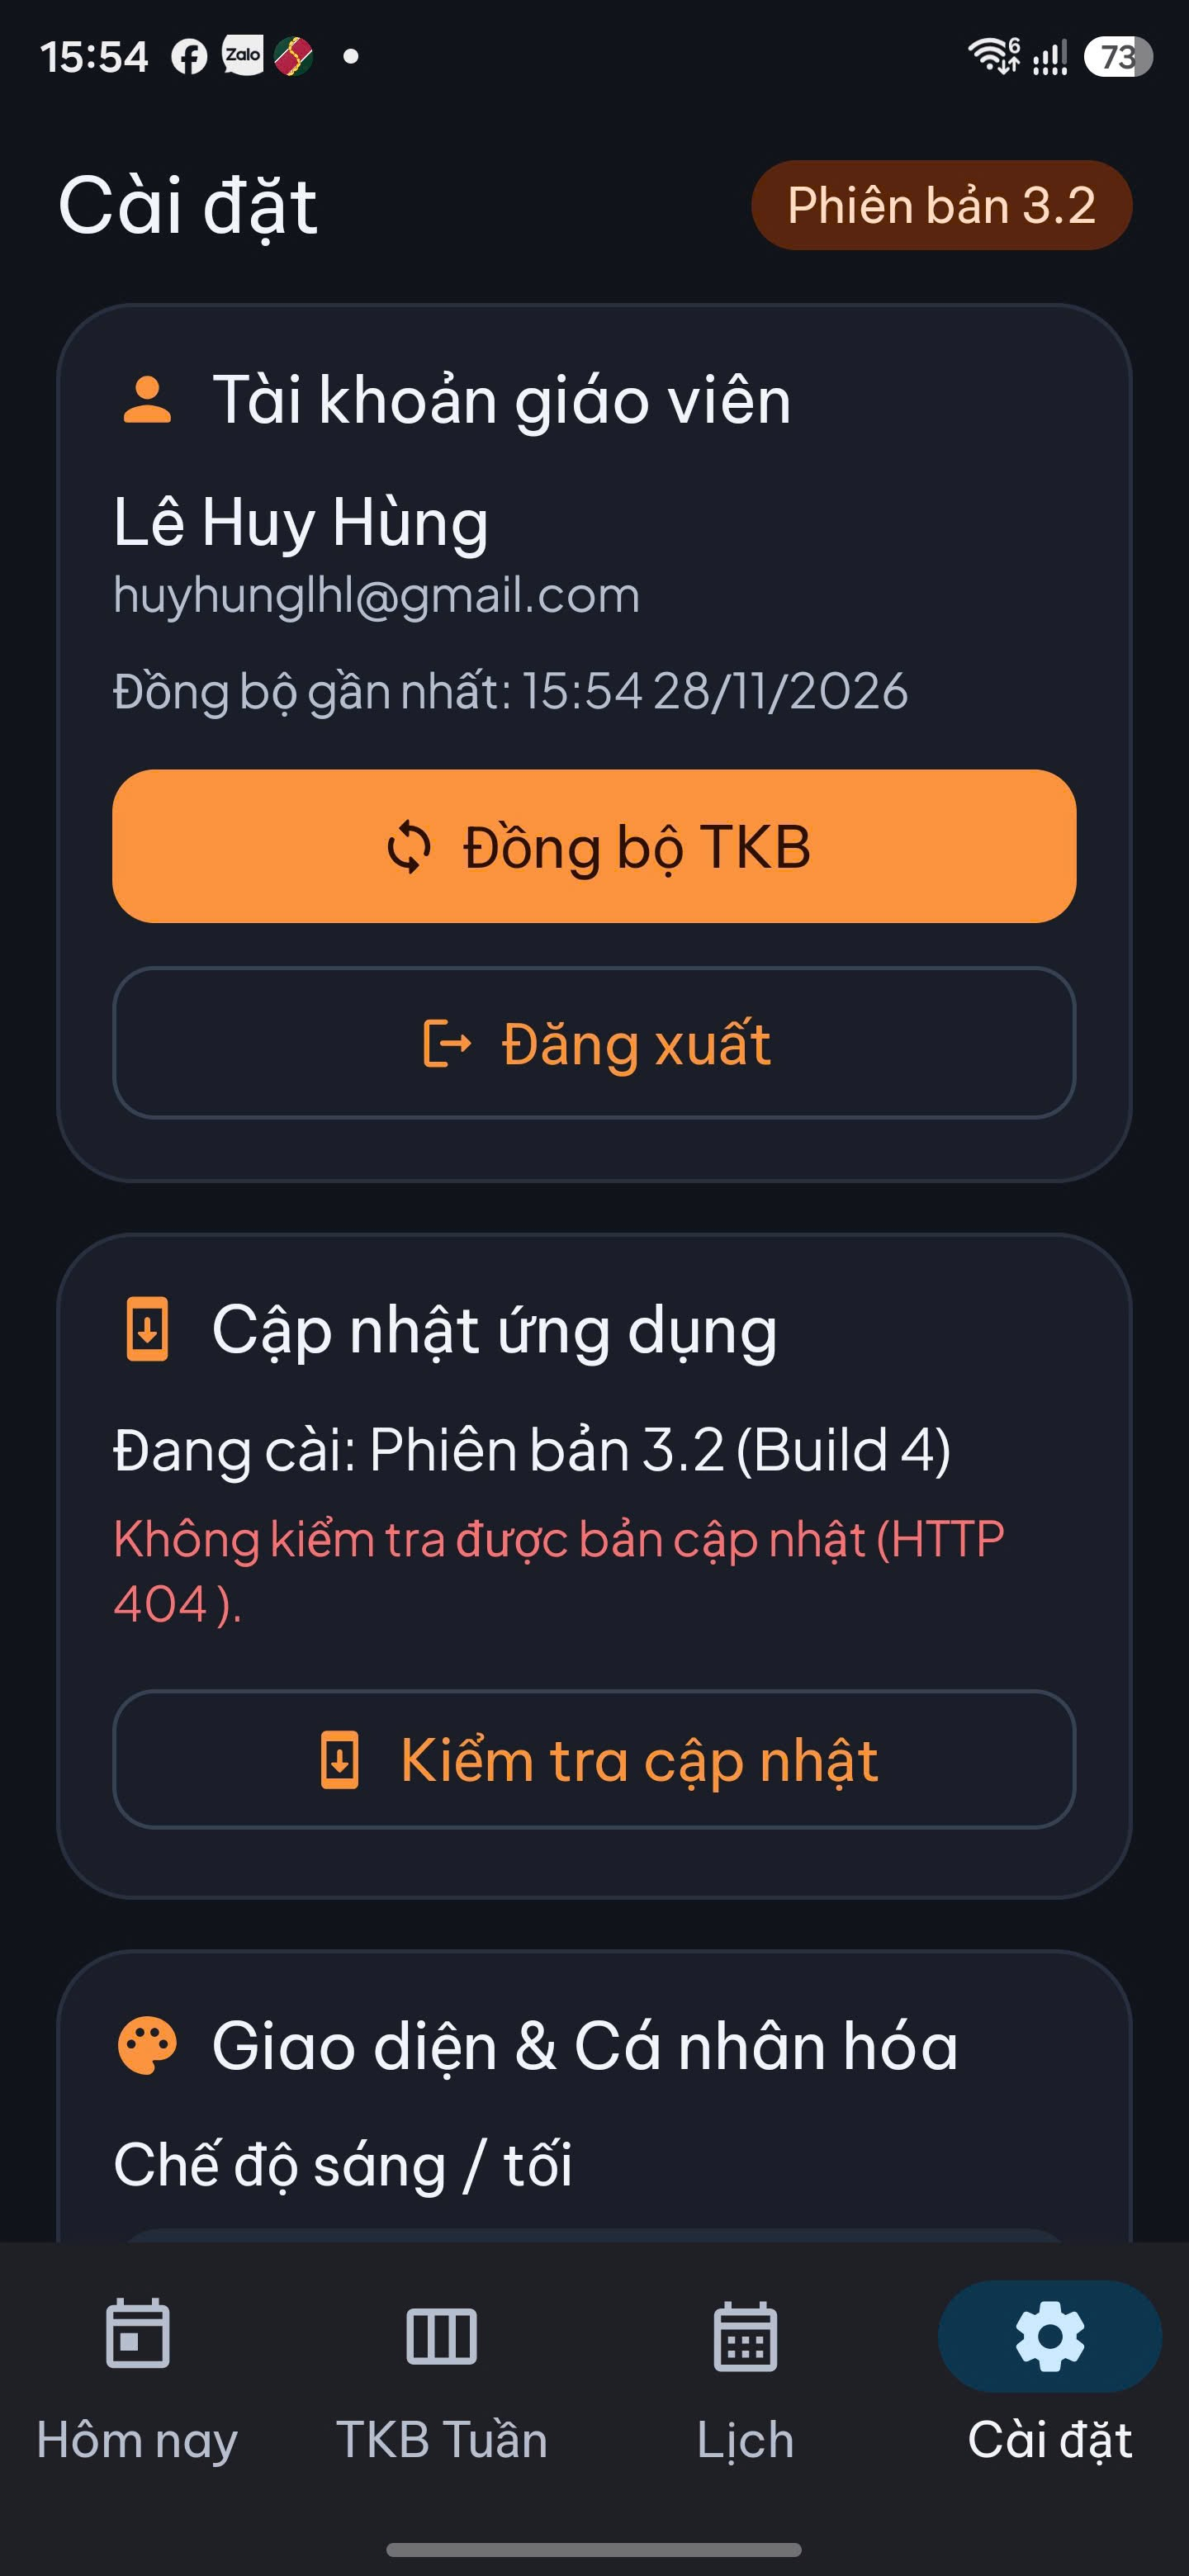 15:54
Zalo
6
73
Cài đặt
Phiên bản 3.2
Tài khoản giáo viên
Lê Huy Hùng
huyhunglhl@gmail.com
Đồng bộ gần nhất: 15:54 28/11/2026
Đồng bộ TKB
Đăng xuất
Cập nhật ứng dụng
Đang cài: Phiên bản 3.2 (Build 4)
Không kiểm tra được bản cập nhật (HTTP
404 ).
Kiểm tra cập nhật
Giao diện & Cá nhân hóa
Chế độ sáng / tối
Hôm nay
TKB Tuần
Lịch
Cài đặt